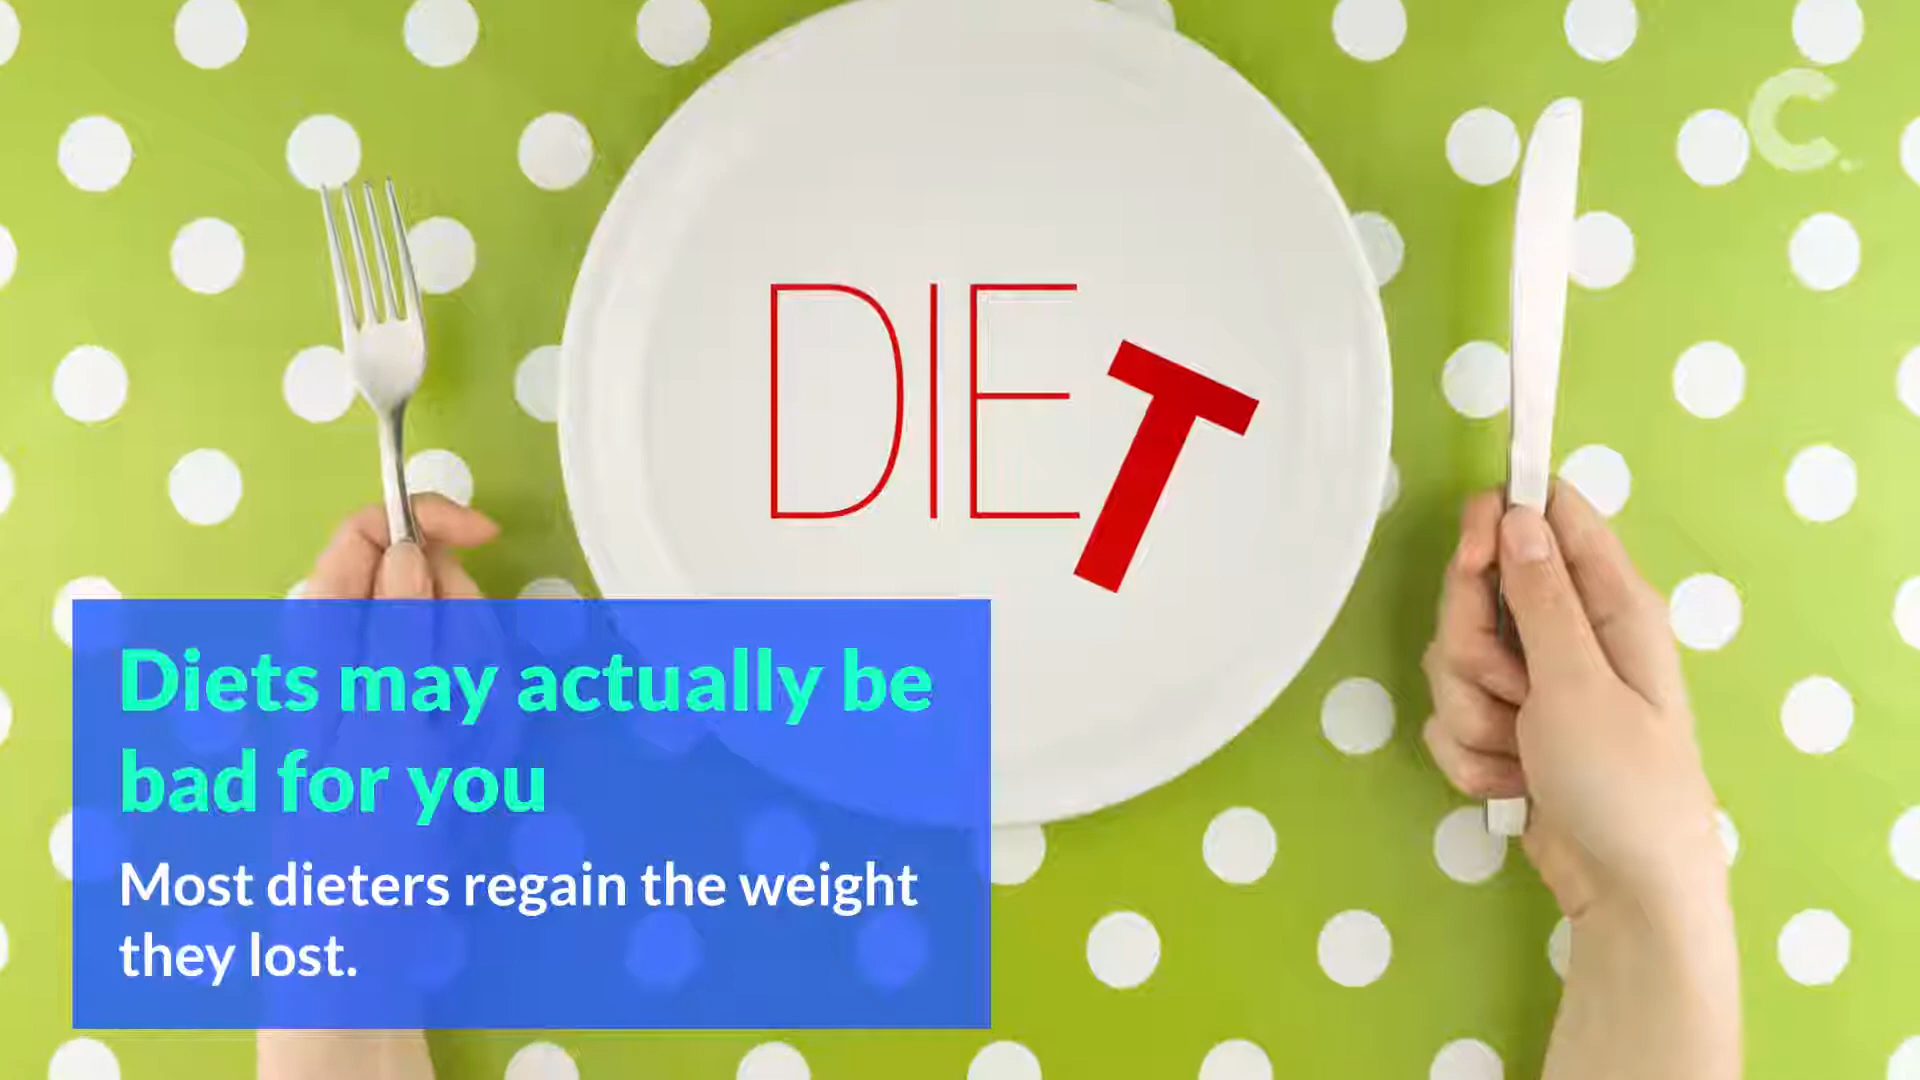 C.
DIET
Diets may actually be
bad for you
Most dieters regain the weight
they lost.